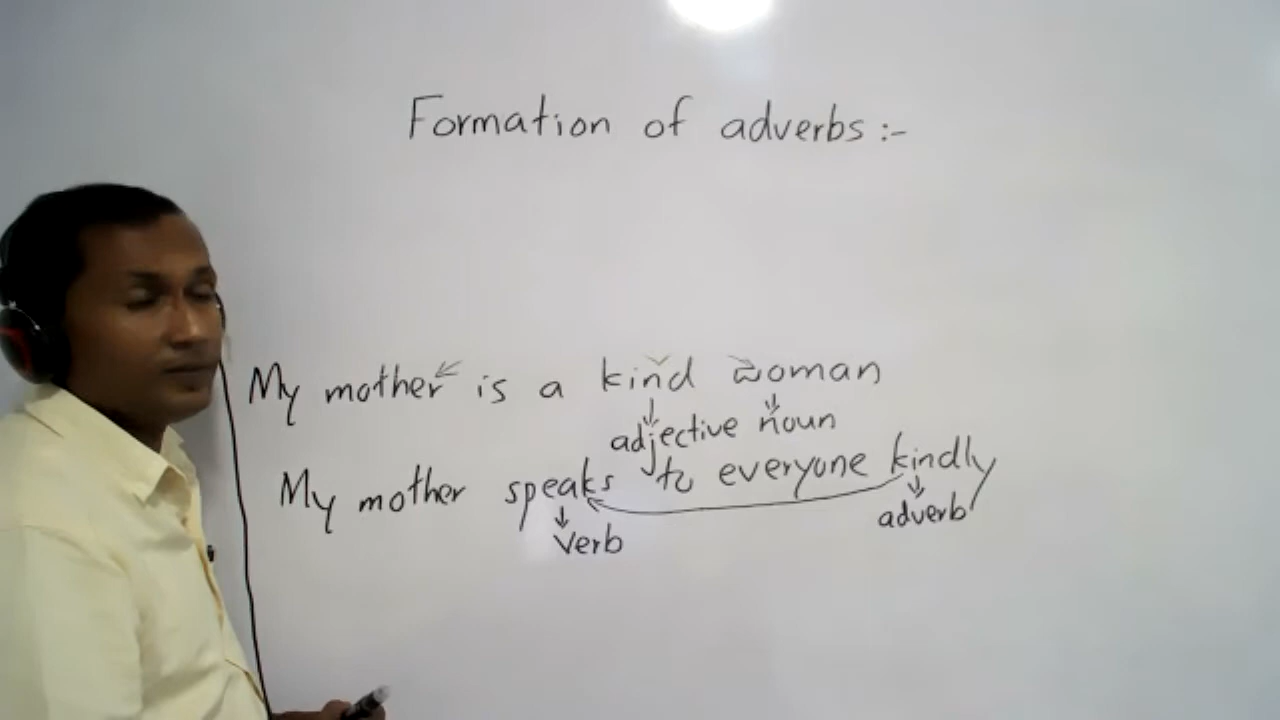 Formation of adverbs :-
My mother is a kind woman
adjective noun
My mother speaks to everyone kindly
verb adverb